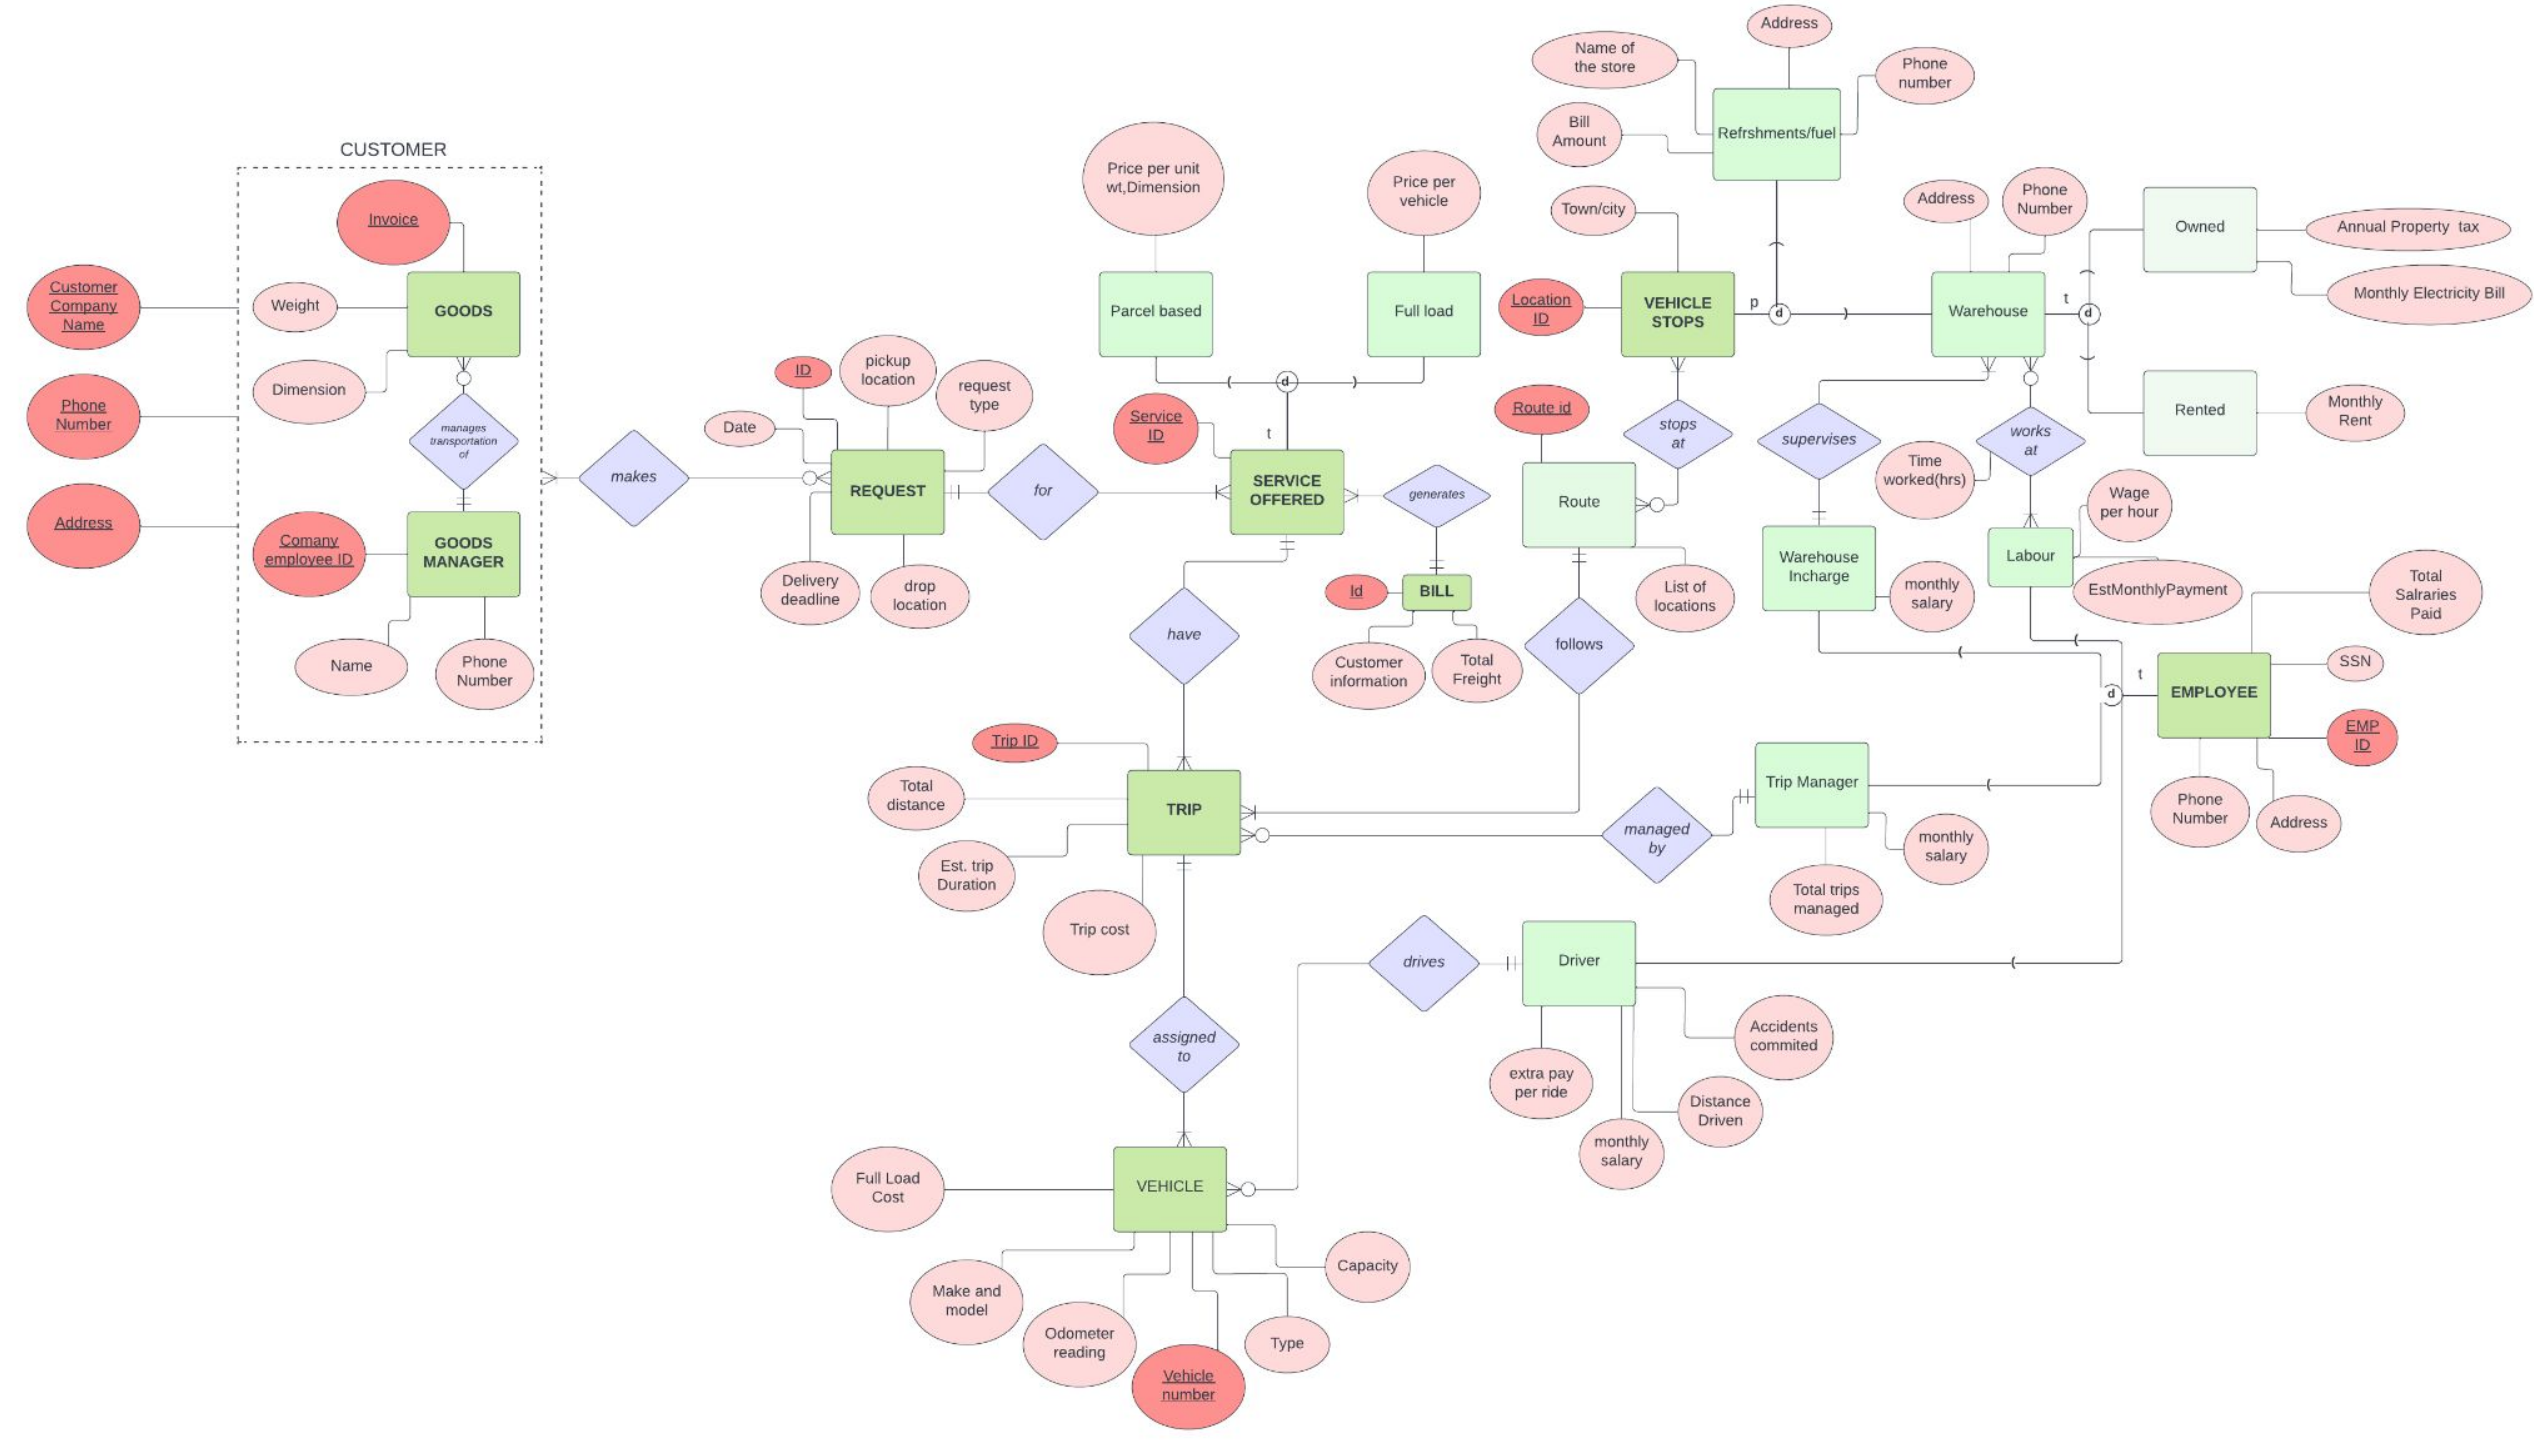 CUSTOMER
Customer
Company
Name
Phone
Number
Address
Invoice
Weight
GOODS
Dimension
manages
transportation
of
Comany
employee ID
GOODS
MANAGER
Name
Phone
Number
makes
ID
pickup
location
request
type
Date
REQUEST
Delivery
deadline
drop
location
for
Price per unit
wt,Dimension
Price per
vehicle
Parcel based
Full load
d
t
Service
ID
SERVICE
OFFERED
generates
Id
BILL
Customer
information
Total
Freight
have
Address
Name of
the store
Phone
number
Bill
Amount
Refrshments/fuel
Town/city
Location
ID
VEHICLE
STOPS
p
d
Address
Phone
Number
Warehouse
t
d
Owned
Annual Property  tax
Monthly Electricity Bill
Rented
Monthly
Rent
Route id
stops
at
Route
List of
locations
follows
supervises
works
at
Time
worked(hrs)
Wage
per hour
Warehouse
Incharge
monthly
salary
Labour
EstMonthlyPayment
Total
Salraries
Paid
SSN
t
d
EMPLOYEE
EMP
ID
Phone
Number
Address
Trip ID
Total
distance
TRIP
Est. trip
Duration
Trip cost
managed
by
Trip Manager
monthly
salary
Total trips
managed
drives
Driver
Accidents
commited
extra pay
per ride
Distance
Driven
monthly
salary
assigned
to
Full Load
Cost
VEHICLE
Make and
model
Odometer
reading
Vehicle
number
Type
Capacity